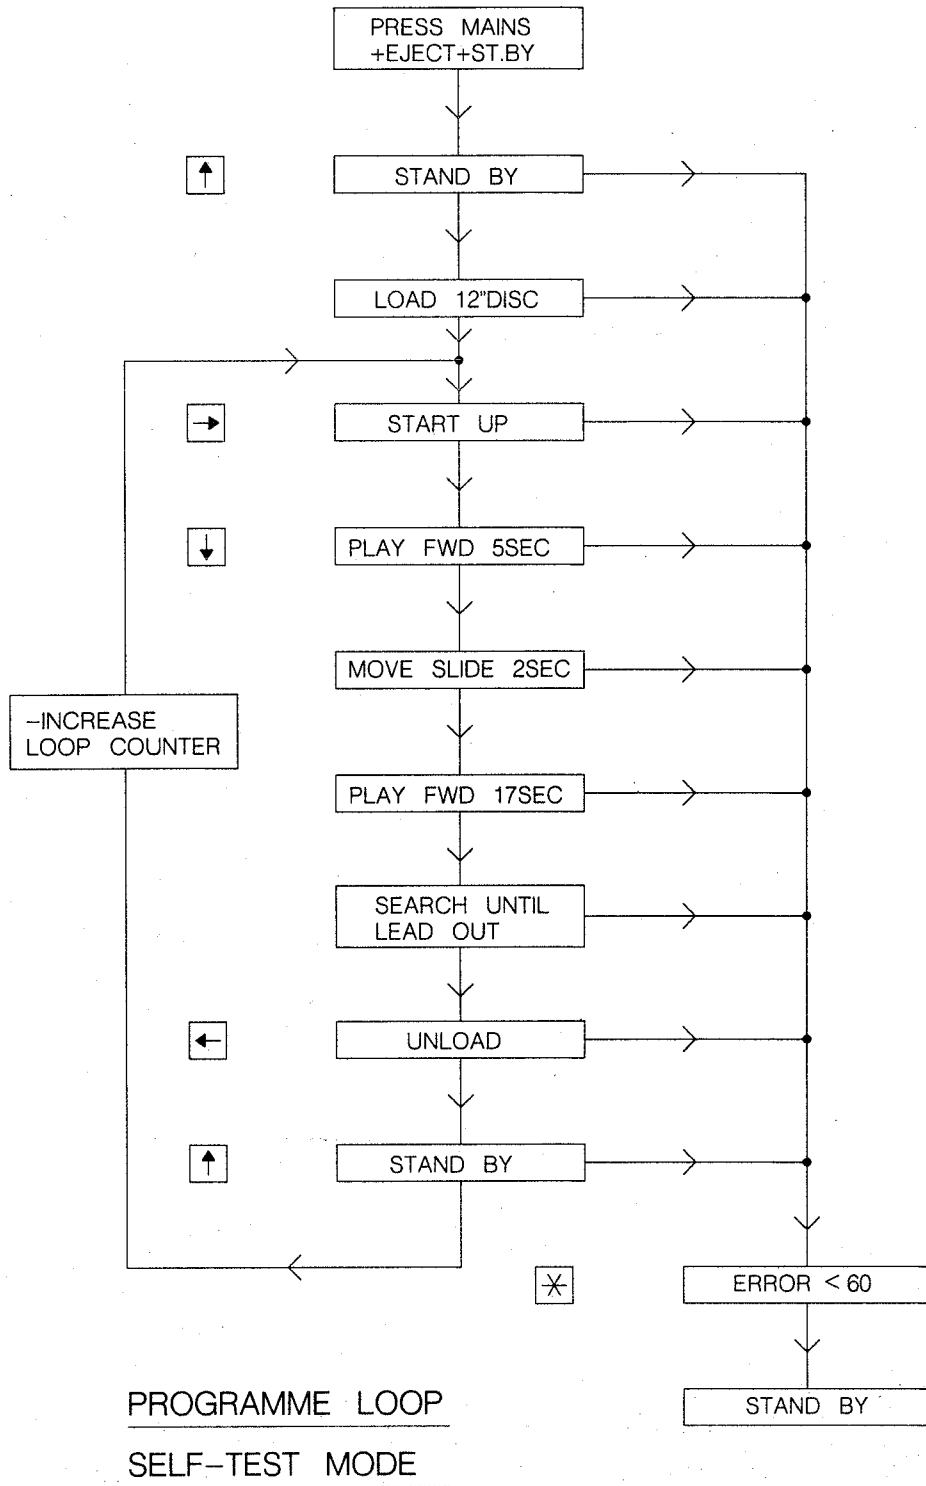 PRESS MAINS
+EJECT+ST.BY
STAND BY
LOAD 12"DISC
START UP
PLAY FWD 5SEC
MOVE SLIDE 2SEC
-INCREASE
LOOP COUNTER
PLAY FWD 17SEC
SEARCH UNTIL
LEAD OUT
UNLOAD
STAND BY
ERROR < 60
STAND BY
PROGRAMME LOOP
SELF-TEST MODE